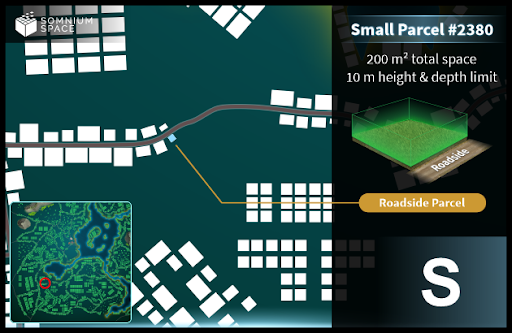 SOMNIUM
SPACE
Small Parcel #2380
200 m² total space
10 m height & depth limit
Roadside
Roadside Parcel
S